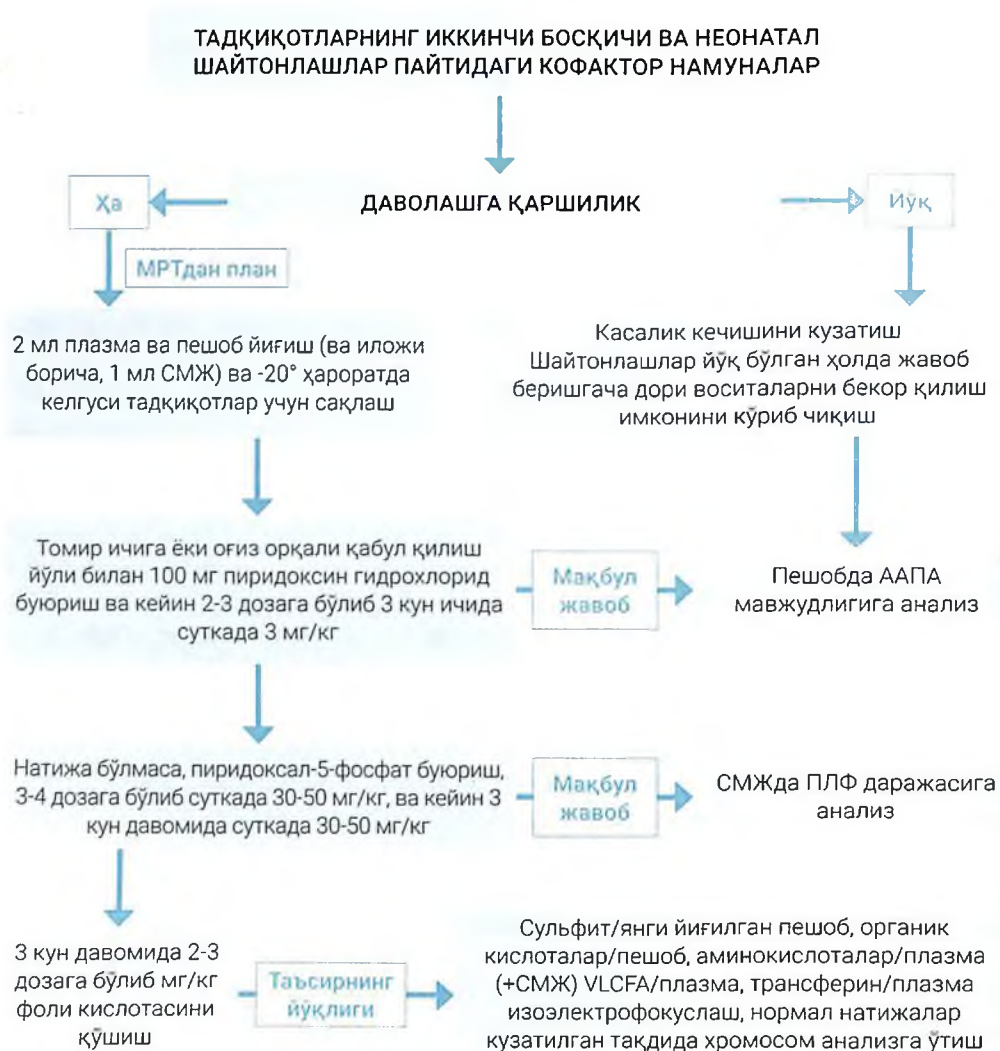 ТАДҚИҚОТЛАРНИНГ ИККИНЧИ БОСҚИЧИ ВА НЕОНАТАЛ
ШАЙТОНЛАШЛАР ПАЙТИДАГИ КОФАКТОР НАМУНАЛАР
Ҳа
ДАВОЛАШГА ҚАРШИЛИК
Йўқ
МРТдан план
2 мл плазма ва пешоб йиғиш (ва иложи
борича, 1 мл СМЖ) ва -20° ҳароратда
келгуси тадқиқотлар учун сақлаш
Касалик кечишини кузатиш
Шайтонлашлар йўқ бўлган ҳолда жавоб
беришгача дори воситаларни бекор қилиш
имконини кўриб чиқиш
Томир ичига ёки оғиз орқали қабул қилиш
йўли билан 100 мг пиридоксин гидрохлорид
буюриш ва кейин 2-3 дозага бўлиб 3 кун ичида
суткада 3 мг/кг
Мақбул
жавоб
Пешобда ААПА
мавжудлигига анализ
Натижа бўлмаса, пиридоксал-5-фосфат буюриш,
3-4 дозага бўлиб суткада 30-50 мг/кг, ва кейин 3
кун давомида суткада 30-50 мг/кг
Мақбул
жавоб
СМЖда ПЛФ даражасига
анализ
3 кун давомида 2-3
дозага бўлиб мг/кг
фоли кислотасини
қўшиш
Таъсирнинг
йўқлиги
Сульфит/янги йиғилган пешоб, органик
кислоталар/пешоб, аминокислоталар/плазма
(+СМЖ) VLCFA/плазма, трансферин/плазма
изоэлектрофокуслаш, нормал натижалар
кузатилган тақдида хромосом анализга ўтиш